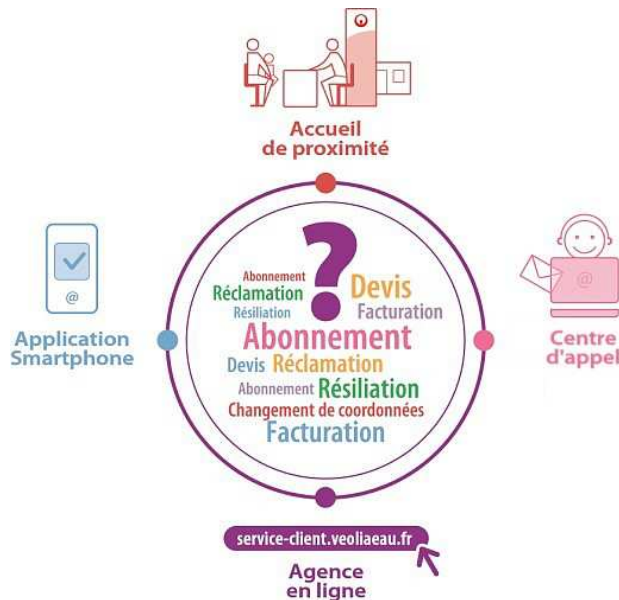 Accueil
de proximité
@
Application
Smartphone
@
Centre
d'appel
?
Abonnement
Réclamation
Devis
Résiliation
Facturation
Abonnement
Devis Réclamation
Abonnement Résiliation
Changement de coordonnées
Facturation
service-client.veoliaeau.fr
Agence
en ligne